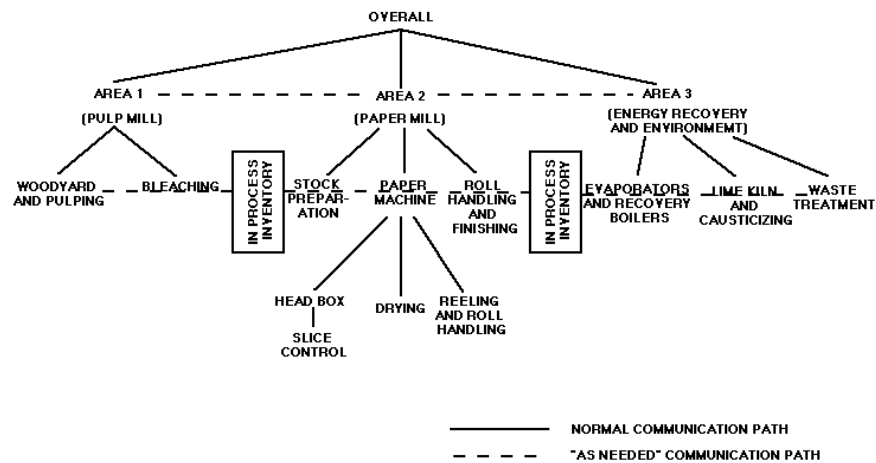 OVERALL
AREA 1
AREA 2
AREA 3
(PULP MILL)
(PAPER MILL)
(ENERGY RECOVERY
AND ENVIRONMEMT)
WOODYARD
AND PULPING
BLEACHING
IN PROCESS
INVENTORY
STOCK
PREPAR-
ATION
PAPER
MACHINE
ROLL
HANDLING
AND
FINISHING
IN PROCESS
INVENTORY
EVAPORATORS
AND RECOVERY
BOILERS
LIME KILN
AND
CAUSTICIZING
WASTE
TREATMENT
HEAD BOX
SLICE
CONTROL
DRYING
REELING
AND ROLL
HANDLING
NORMAL COMMUNICATION PATH
"AS NEEDED" COMMUNICATION PATH